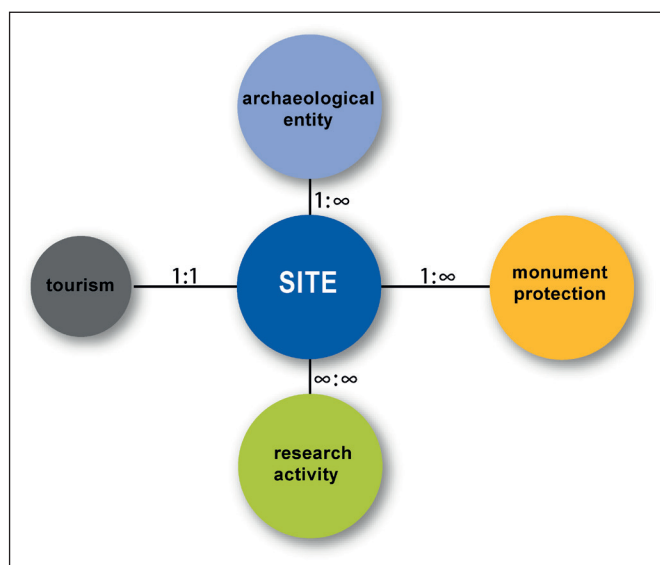 archaeological
entity
1:∞
tourism
1:1
SITE
1:∞
monument
protection
∞:∞
research
activity